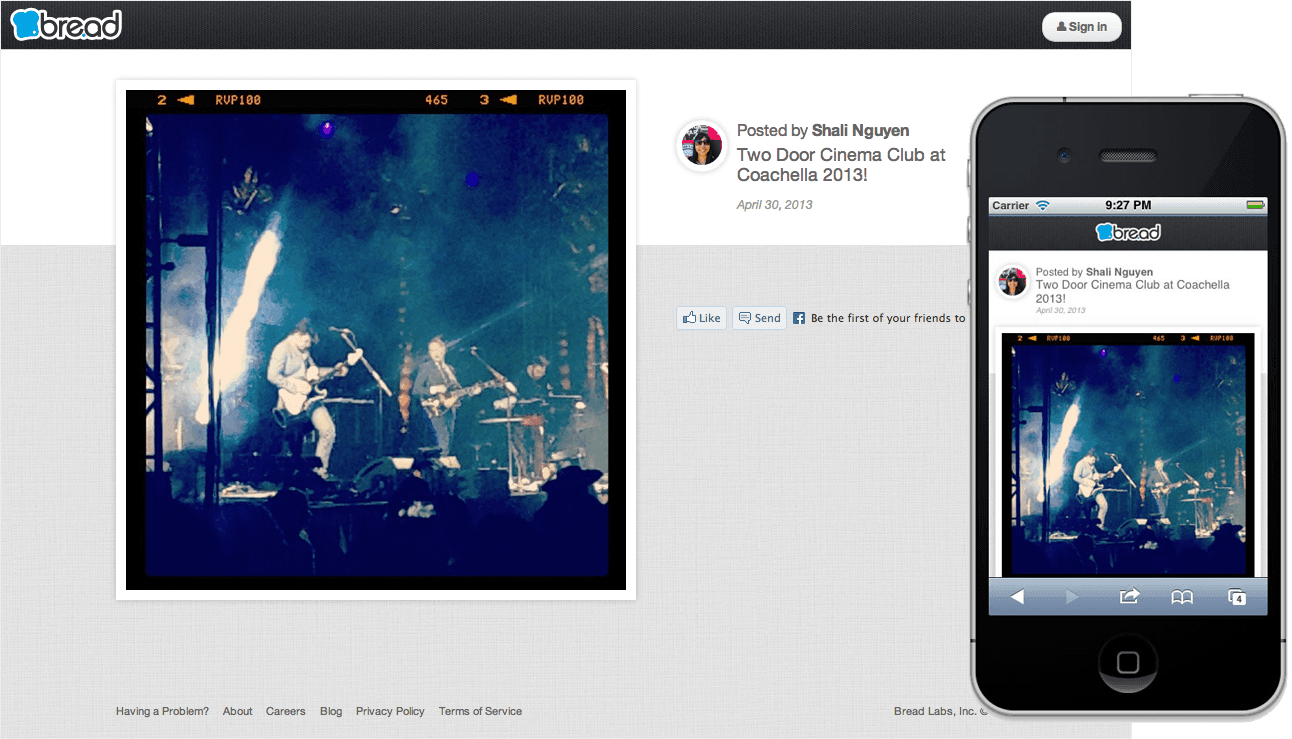 bread
Sign in
2 RVP100 465 3 RVP100
Posted by Shali Nguyen
Two Door Cinema Club at
Coachella 2013!
April 30, 2013
Like Send Be the first of your friends to
Having a Problem? About Careers Blog Privacy Policy Terms of Service
Bread Labs, Inc. ©
Carrier 9:27 PM
bread
Posted by Shali Nguyen
Two Door Cinema Club at Coachella
2013!
April 30, 2013
2 RVP100 465 3 RVP100
4